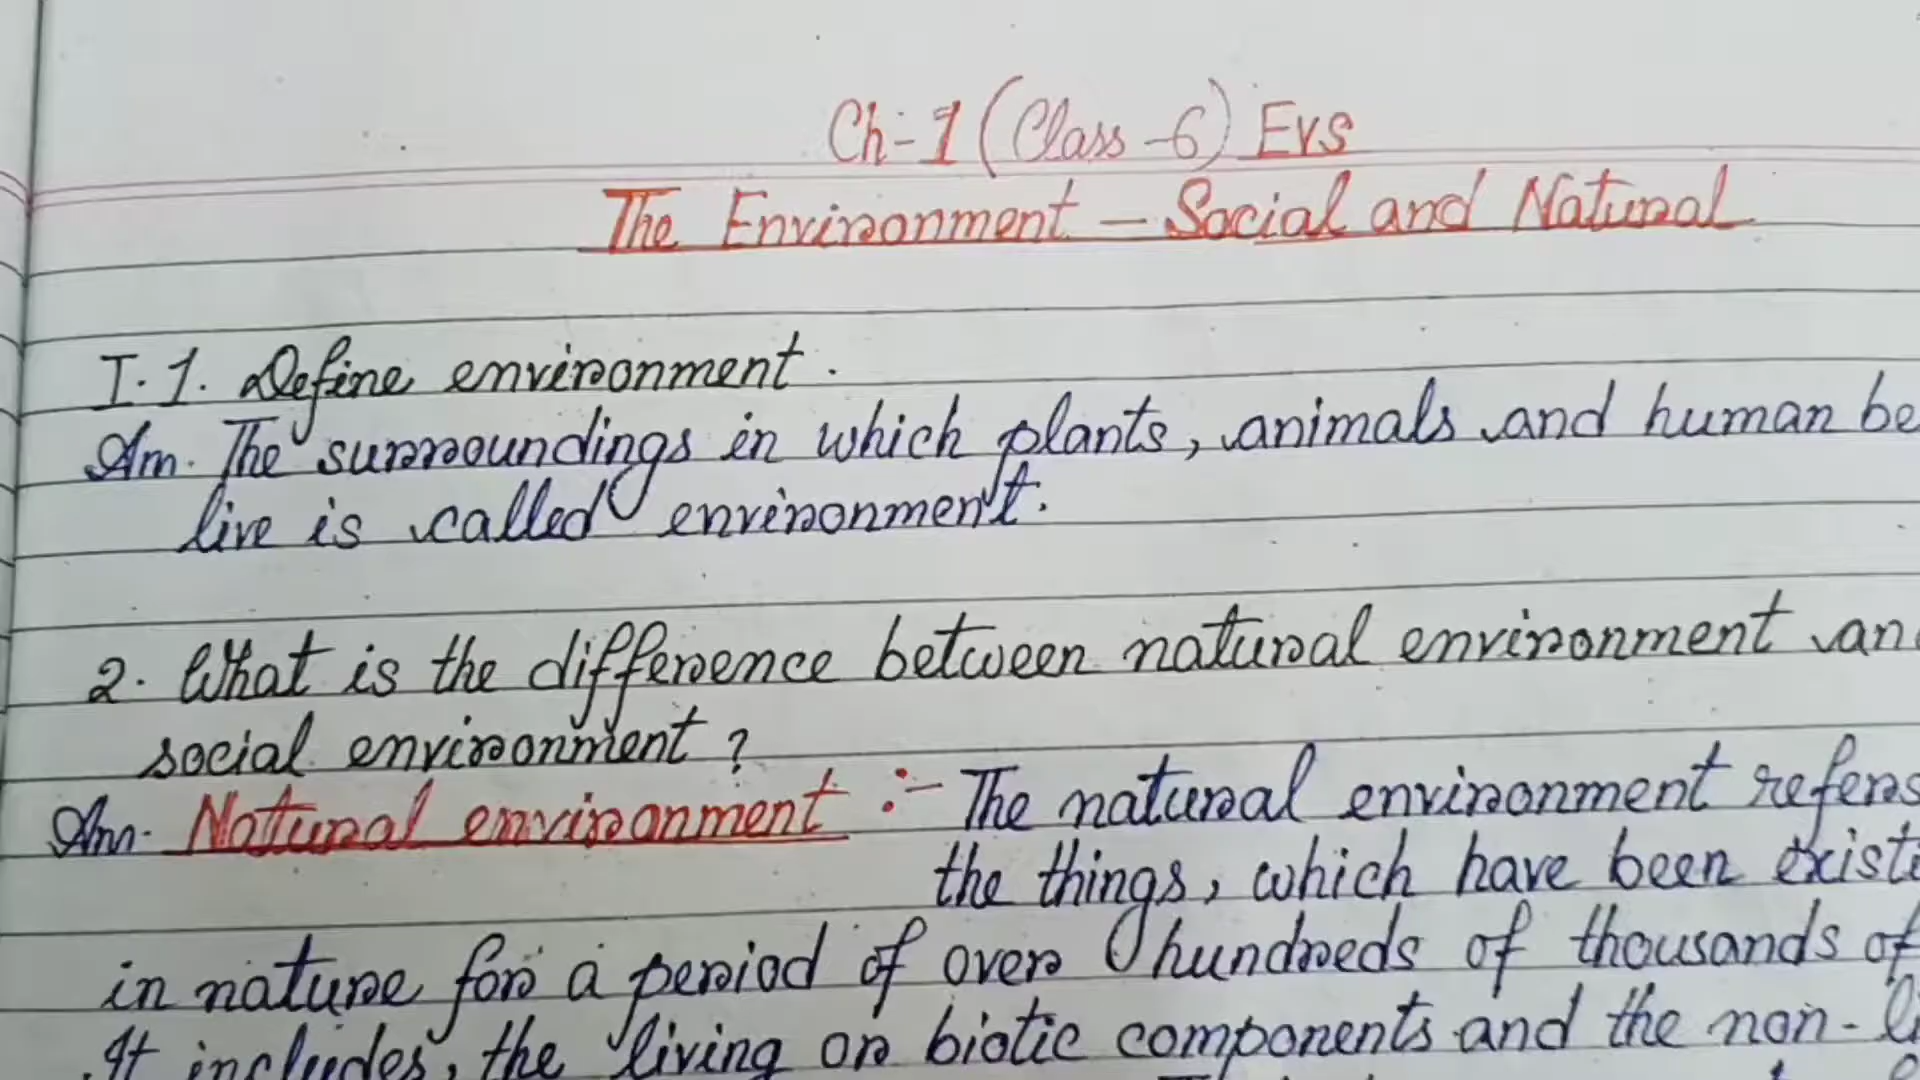 Ch-1 (Class-6) EVS
The Environment - Social and Natural
I.1. Define environment.
Ans. The surroundings in which plants, animals and human be
live is called environment.
2. What is the difference between natural environment an
social environment?
Ans. Natural environment :- The natural environment refers
the things, which have been existi
in nature for a period of over hundreds of thousands of
It includes, the living or biotic components and the non-li